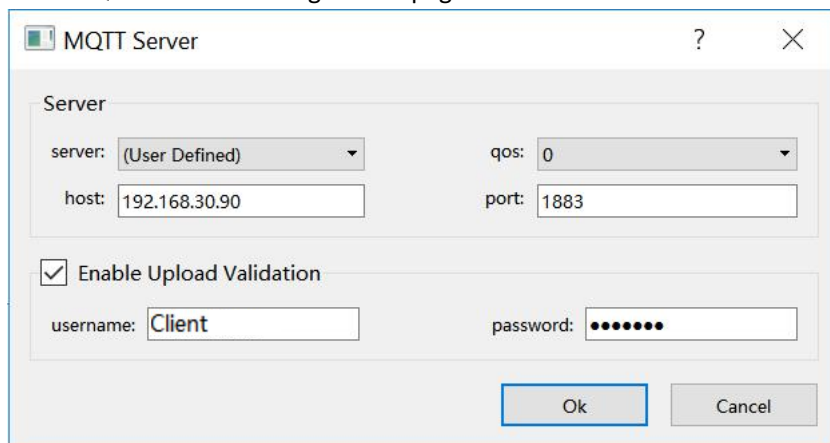 MQTT Server ? ×
Server
server: (User Defined) qos: 0
host: 192.168.30.90 port: 1883
Enable Upload Validation
username: Client password: •••••••
Ok Cancel